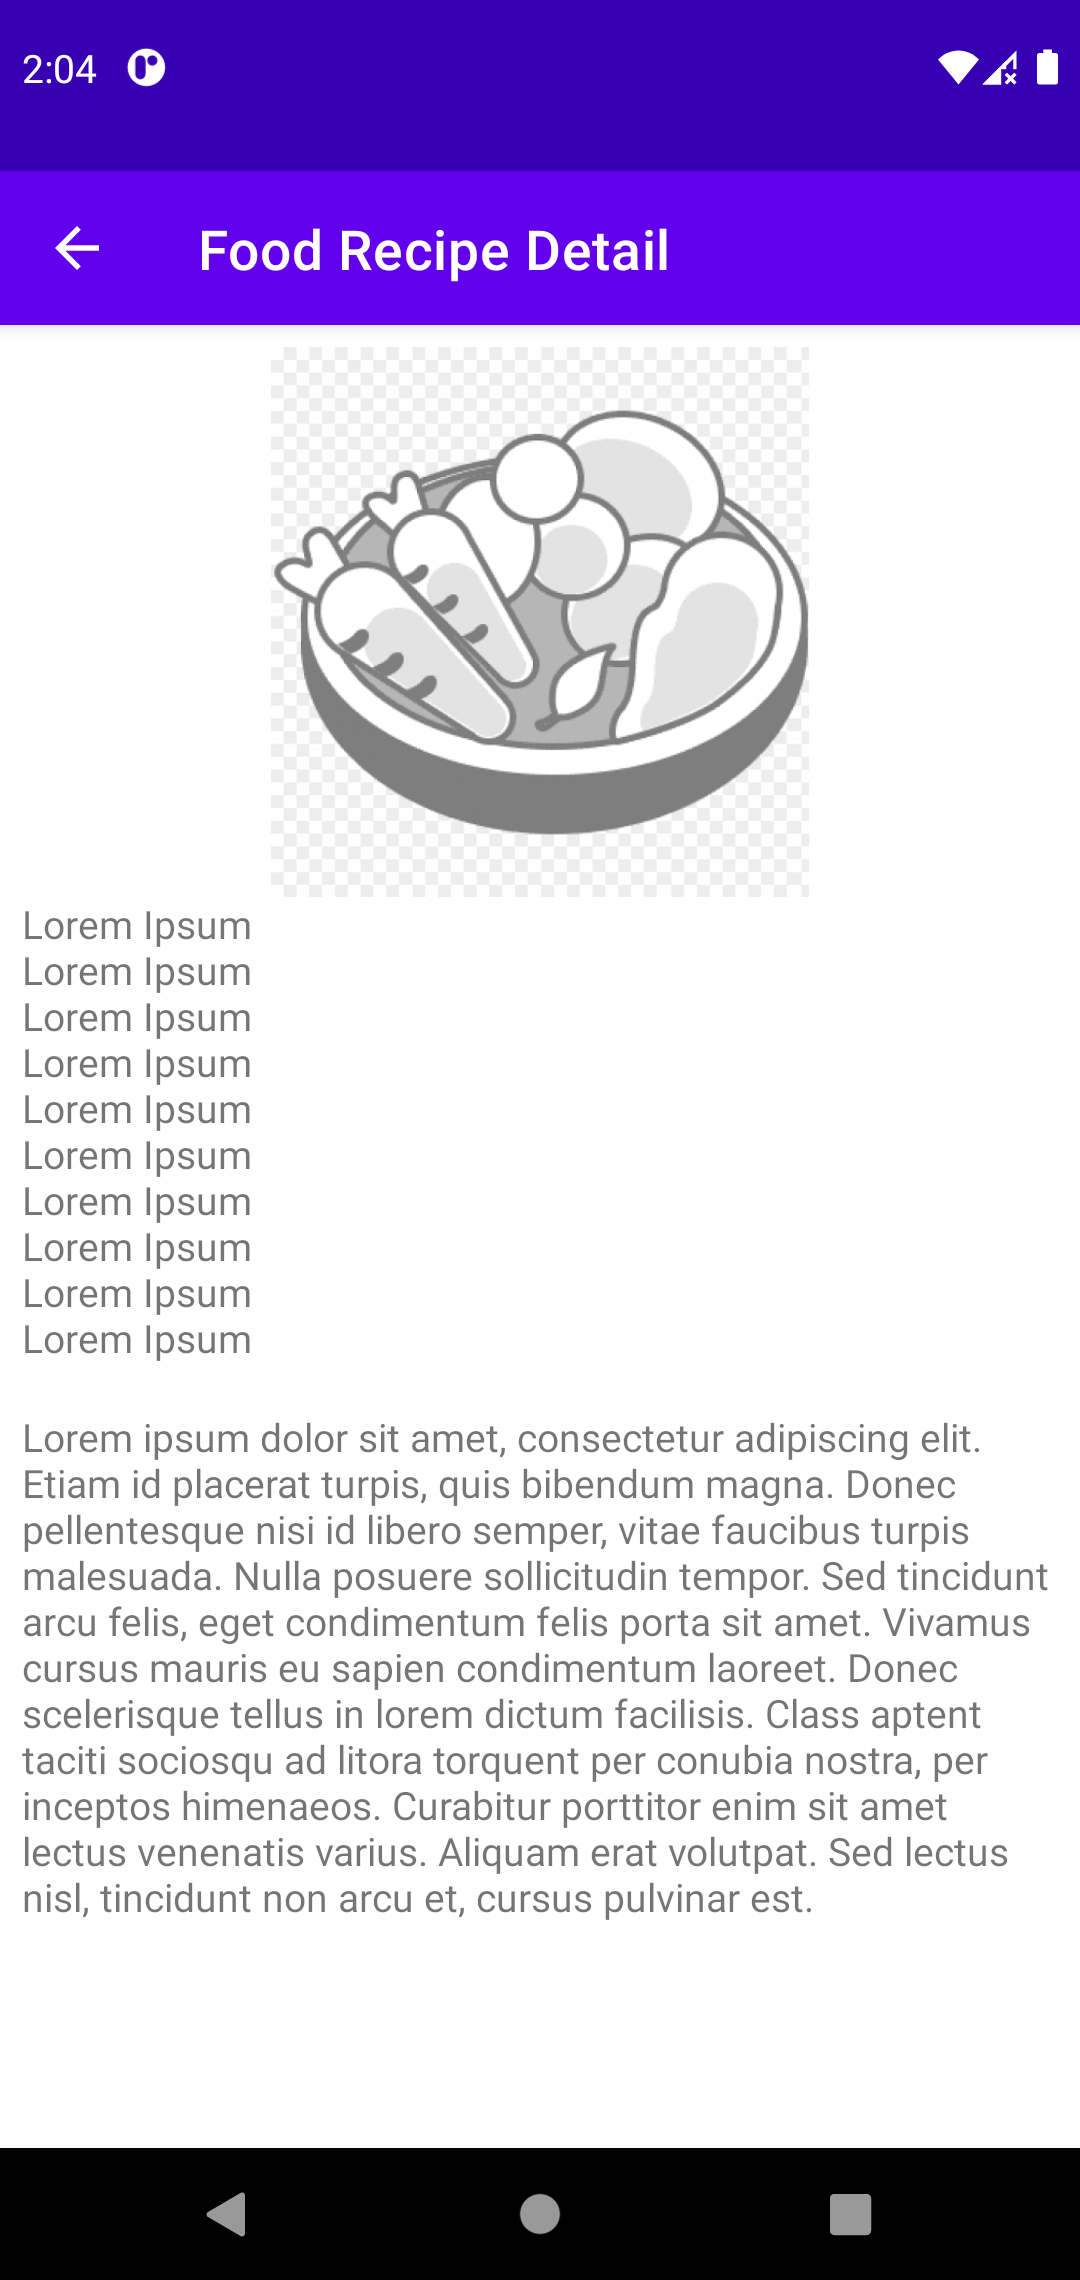 2:04
Food Recipe Detail
Lorem Ipsum
Lorem Ipsum
Lorem Ipsum
Lorem Ipsum
Lorem Ipsum
Lorem Ipsum
Lorem Ipsum
Lorem Ipsum
Lorem Ipsum
Lorem Ipsum
Lorem ipsum dolor sit amet, consectetur adipiscing elit.
Etiam id placerat turpis, quis bibendum magna. Donec
pellentesque nisi id libero semper, vitae faucibus turpis
malesuada. Nulla posuere sollicitudin tempor. Sed tincidunt
arcu felis, eget condimentum felis porta sit amet. Vivamus
cursus mauris eu sapien condimentum laoreet. Donec
scelerisque tellus in lorem dictum facilisis. Class aptent
taciti sociosqu ad litora torquent per conubia nostra, per
inceptos himenaeos. Curabitur porttitor enim sit amet
lectus venenatis varius. Aliquam erat volutpat. Sed lectus
nisl, tincidunt non arcu et, cursus pulvinar est.